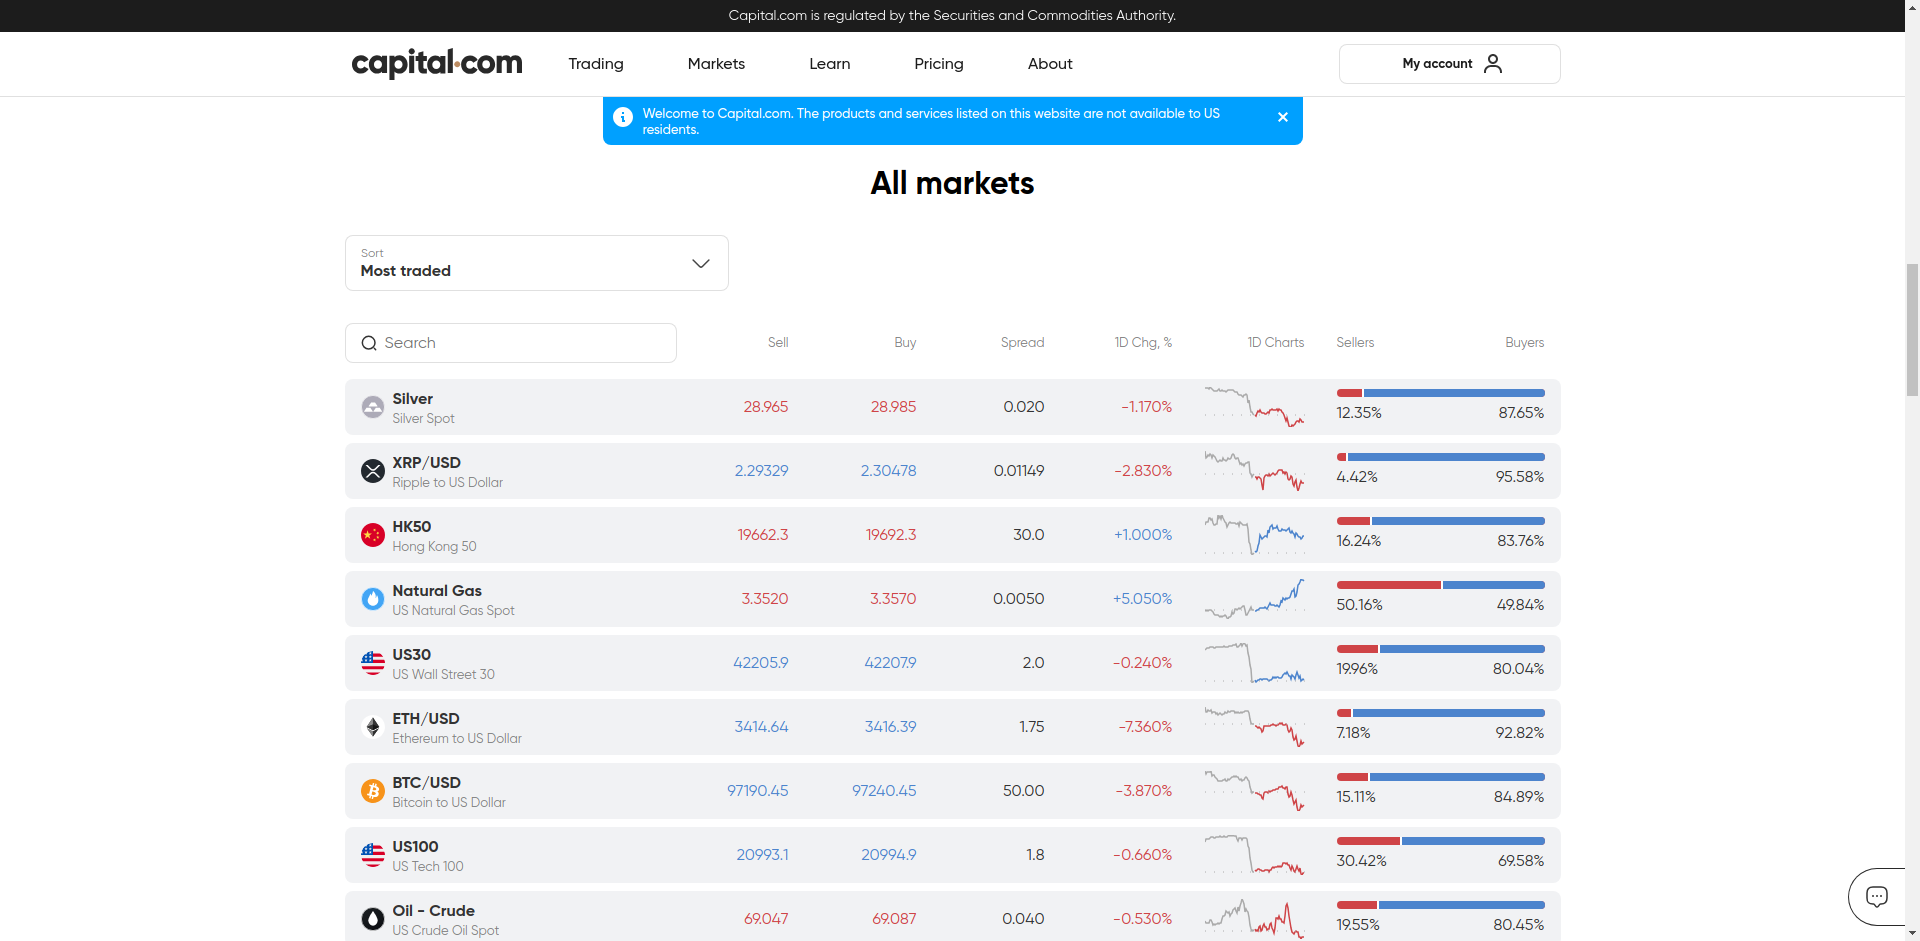 Capital.com is regulated by the Securities and Commodities Authority.
capital.com Trading Markets Learn Pricing About My account
Welcome to Capital.com. The products and services listed on this website are not available to US
residents.
All markets
Sort
Most traded
Search Sell Buy Spread 1D Chg, % 1D Charts Sellers Buyers
Silver
Silver Spot
28.965 28.985 0.020 -1.170% 12.35% 87.65%
XRP/USD
Ripple to US Dollar
2.29329 2.30478 0.01149 -2.830% 4.42% 95.58%
HK50
Hong Kong 50
19662.3 19692.3 30.0 +1.000% 16.24% 83.76%
Natural Gas
US Natural Gas Spot
3.3520 3.3570 0.0050 +5.050% 50.16% 49.84%
US30
US Wall Street 30
42205.9 42207.9 2.0 -0.240% 19.96% 80.04%
ETH/USD
Ethereum to US Dollar
3414.64 3416.39 1.75 -7.360% 7.18% 92.82%
BTC/USD
Bitcoin to US Dollar
97190.45 97240.45 50.00 -3.870% 15.11% 84.89%
US100
US Tech 100
20993.1 20994.9 1.8 -0.660% 30.42% 69.58%
Oil - Crude
US Crude Oil Spot
69.047 69.087 0.040 -0.530% 19.55% 80.45%